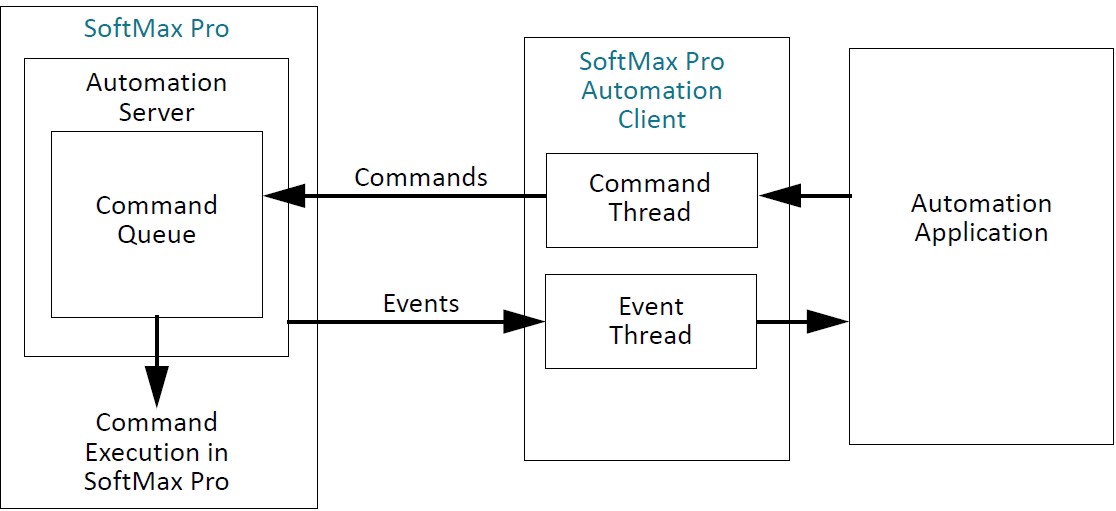 SoftMax Pro
Automation
Server
Command
Queue
Command
Execution in
SoftMax Pro
Commands
Events
SoftMax Pro
Automation
Client
Command
Thread
Event
Thread
Automation
Application